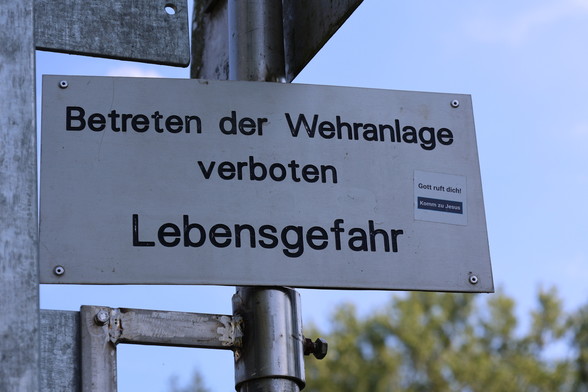 Betreten der Wehranlage
verboten
Lebensgefahr
Gott ruft dich!
Komm zu Jesus